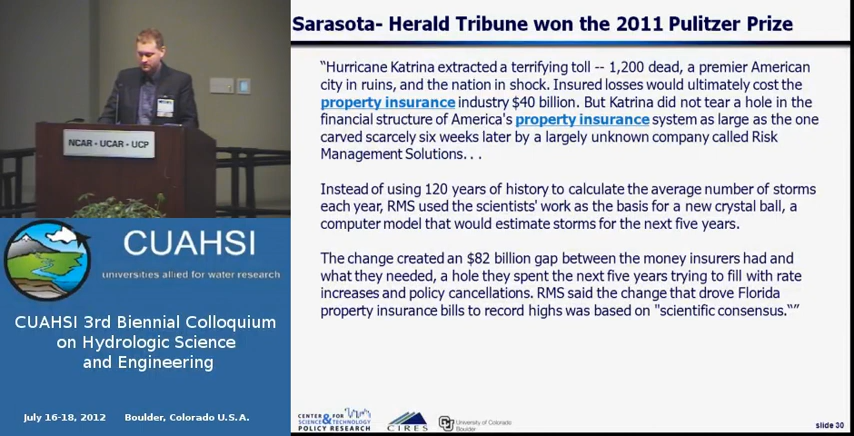 Sarasota- Herald Tribune won the 2011 Pulitzer Prize
“Hurricane Katrina extracted a terrifying toll -- 1,200 dead, a premier American
city in ruins, and the nation in shock. Insured losses would ultimately cost the
property insurance industry $40 billion. But Katrina did not tear a hole in the
financial structure of America's property insurance system as large as the one
carved scarcely six weeks later by a largely unknown company called Risk
Management Solutions. . .
Instead of using 120 years of history to calculate the average number of storms
each year, RMS used the scientists' work as the basis for a new crystal ball, a
computer model that would estimate storms for the next five years.
The change created an $82 billion gap between the money insurers had and
what they needed, a hole they spent the next five years trying to fill with rate
increases and policy cancellations. RMS said the change that drove Florida
property insurance bills to record highs was based on "scientific consensus.“”
NCAR • UCAR • UCP
CUAHSI
universities allied for water research
CUAHSI 3rd Biennial Colloquium
on Hydrologic Science
and Engineering
July 16-18, 2012 Boulder, Colorado U.S.A.
CENTER FOR
SCIENCE & TECHNOLOGY
POLICY RESEARCH
CIRES
CU
University of Colorado
Boulder
slide 30